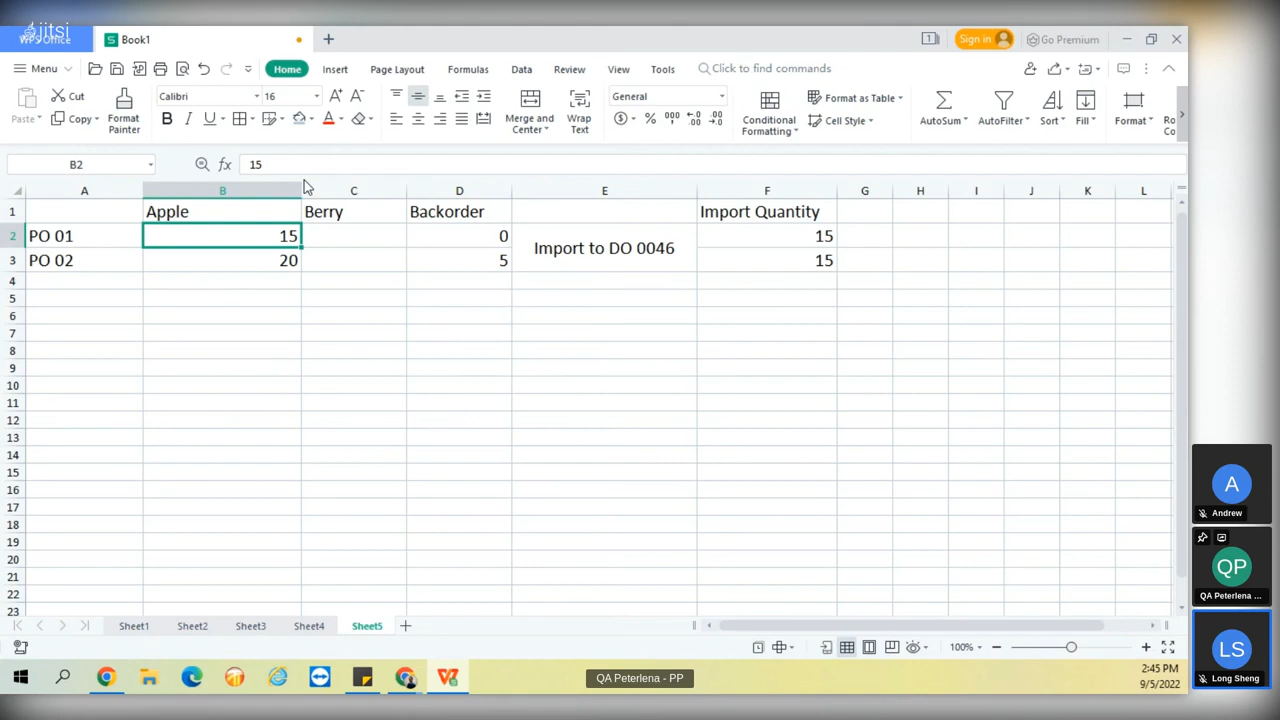 jitsi
WPS Office
Book1
Sign in
Go Premium
Menu
Home
Insert
Page Layout
Formulas
Data
Review
View
Tools
Click to find commands
Paste
Cut
Copy
Format
Painter
Calibri
16
Merge and
Center
Wrap
Text
General
Conditional
Formatting
Format as Table
Cell Style
AutoSum
AutoFilter
Sort
Fill
Format
B2
fx
15
A B C D E F G H I J K L
1 Apple Berry Backorder Import Quantity
2 PO 01 15 0 Import to DO 0046 15
3 PO 02 20 5 15
4
5
6
7
8
9
10
11
12
13
14
15
16
17
18
19
20
21
22
23
Sheet1 Sheet2 Sheet3 Sheet4 Sheet5
100%
QA Peterlena - PP
2:45 PM
9/5/2022
A
Andrew
QP
QA Peterlena ...
LS
Long Sheng